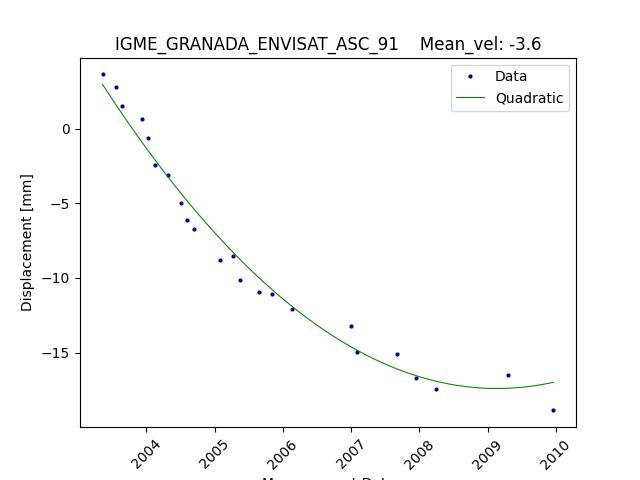 IGME_GRANADA_ENVISAT_ASC_91    Mean_vel: -3.6
Data
Quadratic
Displacement [mm]
0
−5
−10
−15
2004
2005
2006
2007
2008
2009
2010